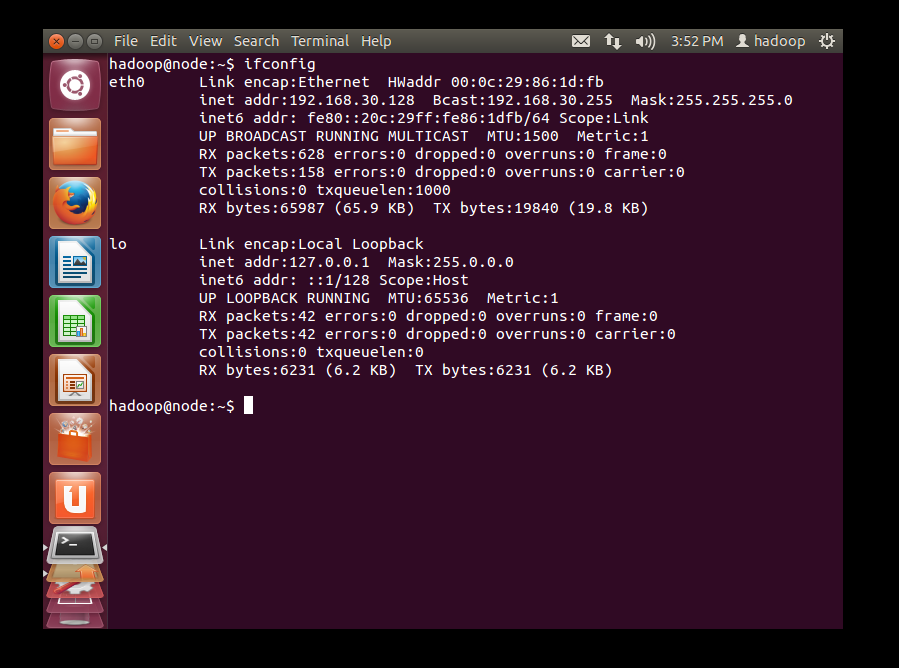 File Edit View Search Terminal Help 3:52 PM hadoop
hadoop@node:~$ ifconfig
eth0 Link encap:Ethernet HWaddr 00:0c:29:86:1d:fb
inet addr:192.168.30.128 Bcast:192.168.30.255 Mask:255.255.255.0
inet6 addr: fe80::20c:29ff:fe86:1dfb/64 Scope:Link
UP BROADCAST RUNNING MULTICAST MTU:1500 Metric:1
RX packets:628 errors:0 dropped:0 overruns:0 frame:0
TX packets:158 errors:0 dropped:0 overruns:0 carrier:0
collisions:0 txqueuelen:1000
RX bytes:65987 (65.9 KB) TX bytes:19840 (19.8 KB)
lo Link encap:Local Loopback
inet addr:127.0.0.1 Mask:255.0.0.0
inet6 addr: ::1/128 Scope:Host
UP LOOPBACK RUNNING MTU:65536 Metric:1
RX packets:42 errors:0 dropped:0 overruns:0 frame:0
TX packets:42 errors:0 dropped:0 overruns:0 carrier:0
collisions:0 txqueuelen:0
RX bytes:6231 (6.2 KB) TX bytes:6231 (6.2 KB)
hadoop@node:~$